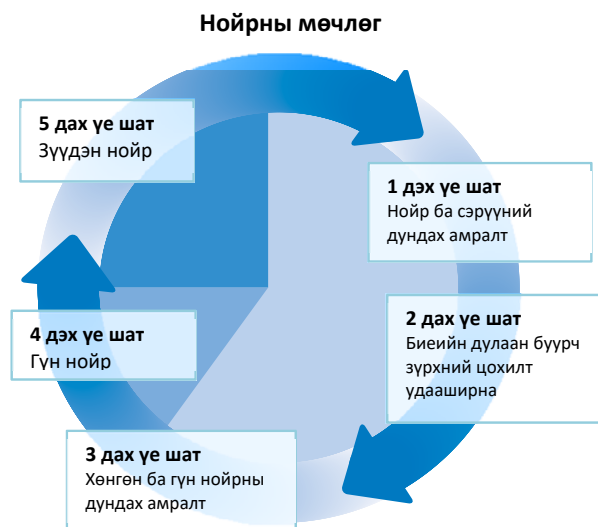 Нойрны мөчлөг
1 дэх үе шат
Нойр ба сэрүүний
дундах амралт
2 дах үе шат
Биеийн дулаан буурч
зүрхний цохилт
удааширна
3 дах үе шат
Хөнгөн ба гүн нойрны
дундах амралт
4 дэх үе шат
Гүн нойр
5 дах үе шат
Зүүдэн нойр